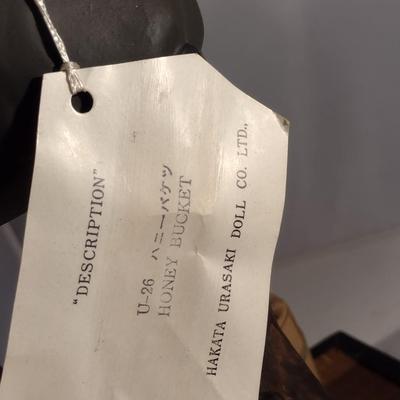 "DESCRIPTION"
U-26 ハニーバケツ
HONEY BUCKET
HAKATA URASAKI DOLL CO. LTD.,